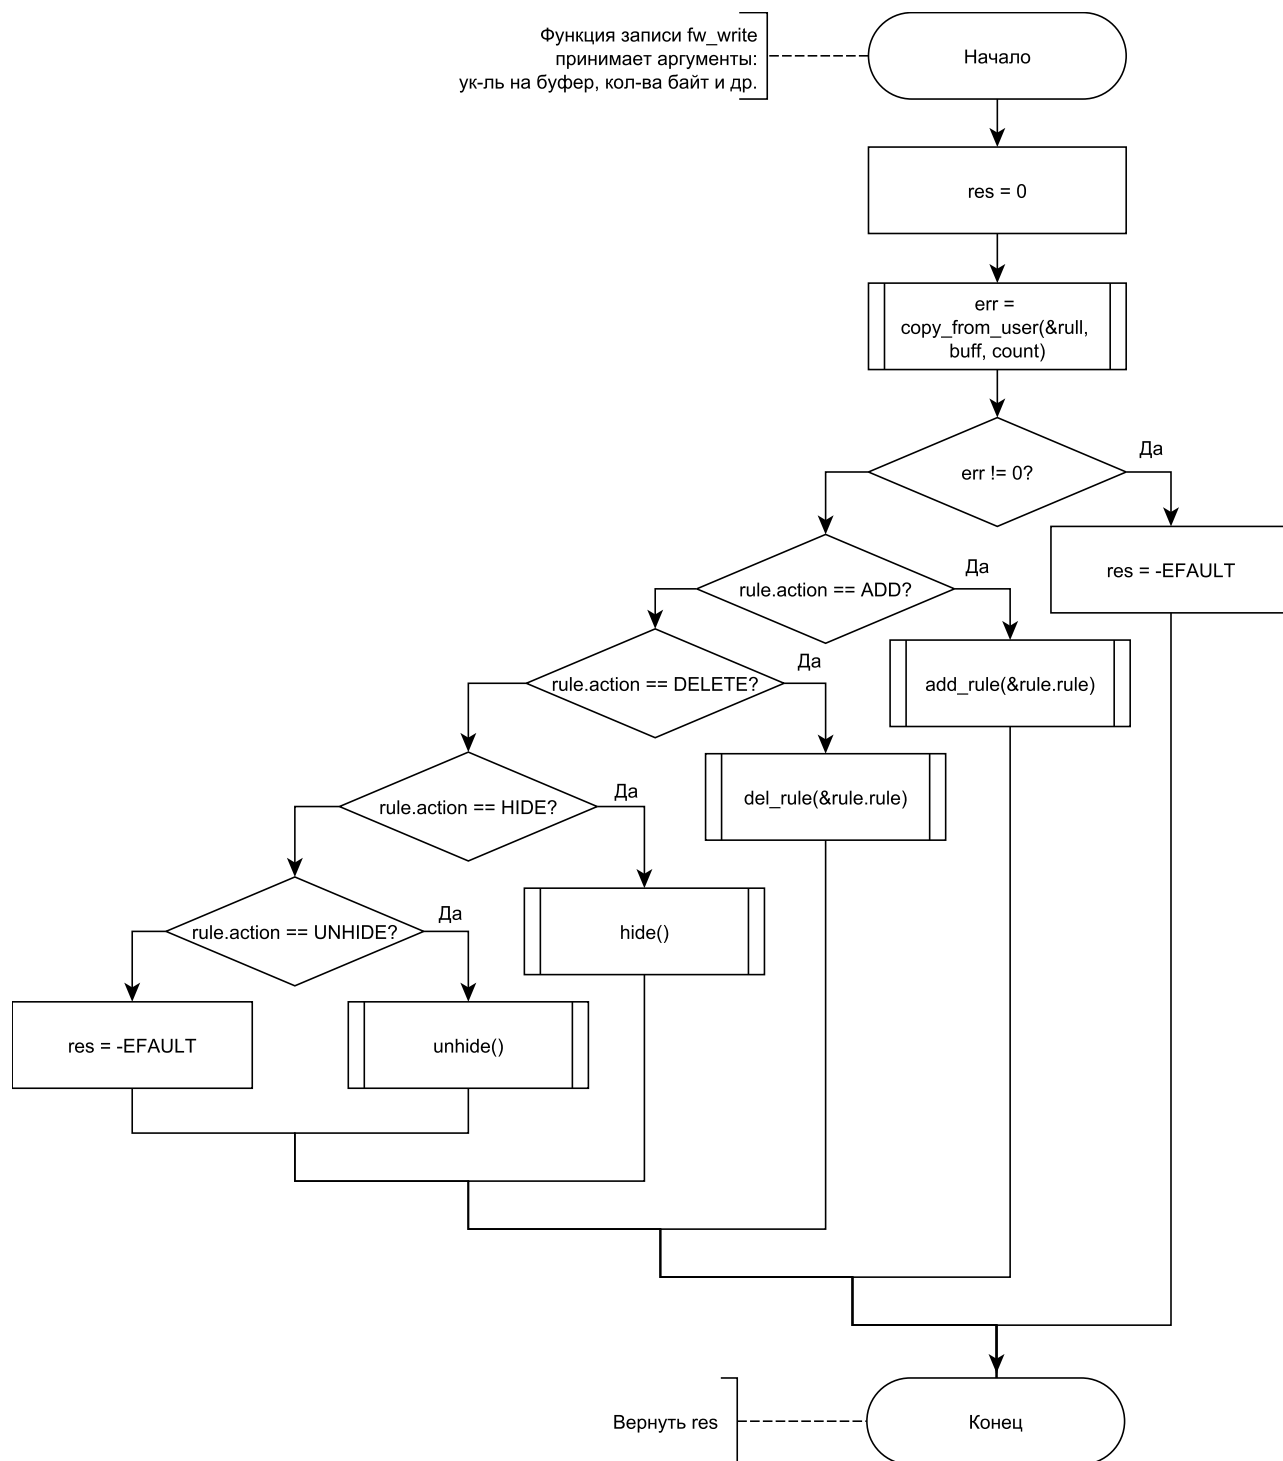 Функция записи fw_write
принимает аргументы:
ук-ль на буфер, кол-ва байт и др.
Начало
res = 0
err =
copy_from_user(&rull,
buff, count)
err != 0?
Да
res = -EFAULT
rule.action == ADD?
Да
add_rule(&rule.rule)
rule.action == DELETE?
Да
del_rule(&rule.rule)
rule.action == HIDE?
Да
hide()
rule.action == UNHIDE?
Да
res = -EFAULT
unhide()
Вернуть res
Конец